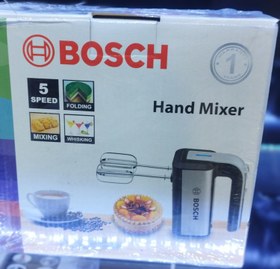 BOSCH
1
5
SPEED
FOLDING
Hand Mixer
MIXING
WHISKING
BOSCH